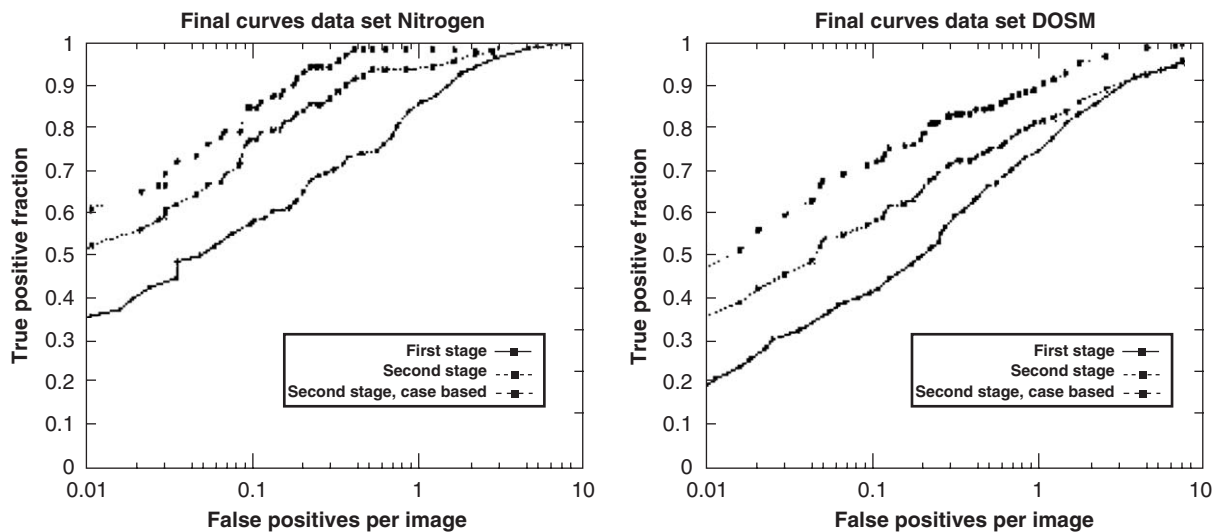 Final curves data set Nitrogen
1
0.9
0.8
0.7
0.6
0.5
0.4
0.3
0.2
0.1
0
True positive fraction
First stage
Second stage
Second stage, case based
0.01 0.1 1 10
False positives per image
Final curves data set DOSM
1
0.9
0.8
0.7
0.6
0.5
0.4
0.3
0.2
0.1
0
True positive fraction
First stage
Second stage
Second stage, case based
0.01 0.1 1 10
False positives per image